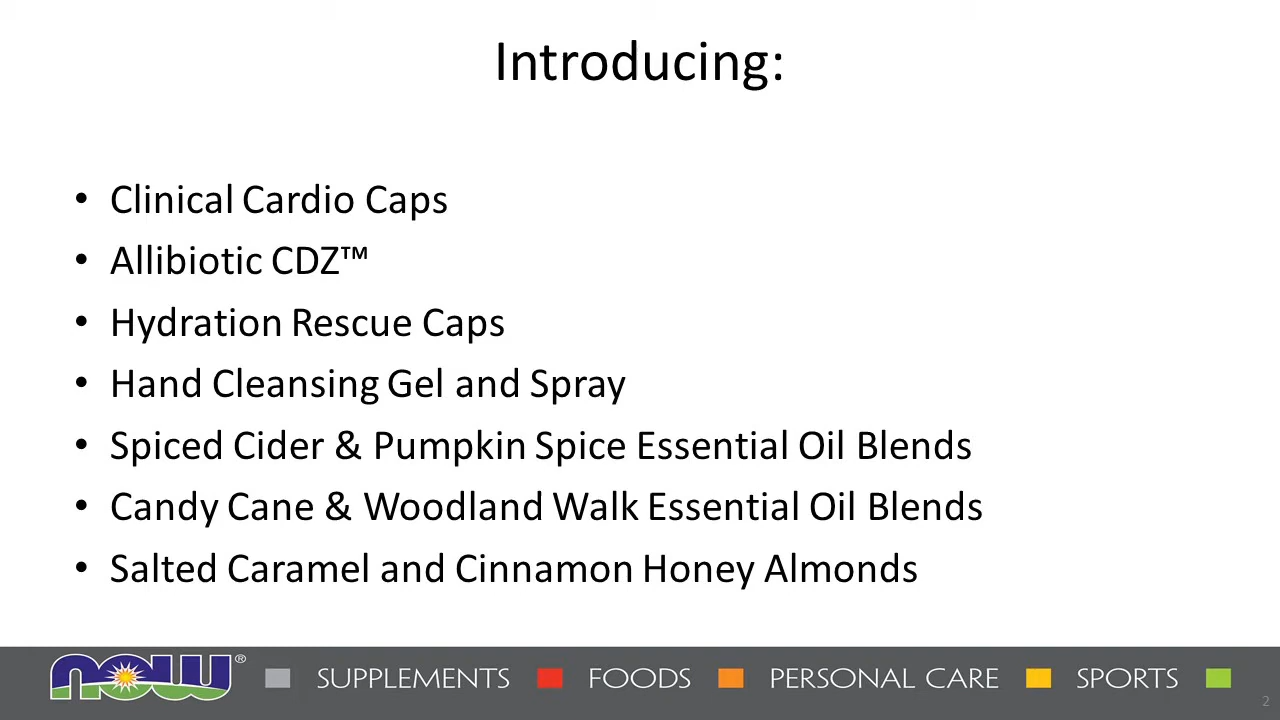 Introducing:
• Clinical Cardio Caps
• Allibiotic CDZ™
• Hydration Rescue Caps
• Hand Cleansing Gel and Spray
• Spiced Cider & Pumpkin Spice Essential Oil Blends
• Candy Cane & Woodland Walk Essential Oil Blends
• Salted Caramel and Cinnamon Honey Almonds
now® SUPPLEMENTS FOODS PERSONAL CARE SPORTS
2